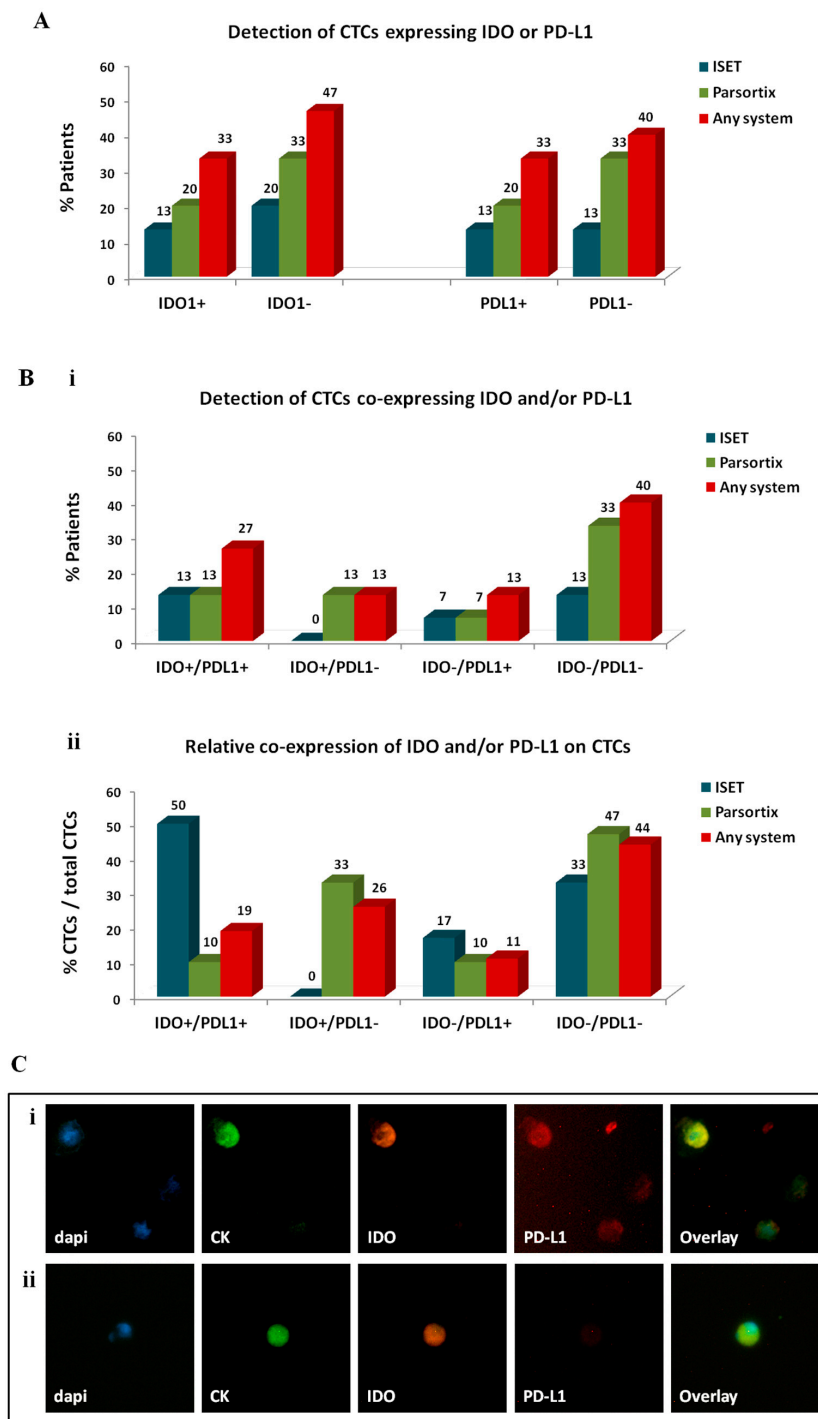 A
Detection of CTCs expressing IDO or PD-L1
% Patients
60
50
40
30
20
10
0
13 20 33
20 33 47
13 20 33
13 33 40
IDO1+ IDO1- PDL1+ PDL1-
ISET
Parsortix
Any system
B i
Detection of CTCs co-expressing IDO and/or PD-L1
% Patients
60
50
40
30
20
10
0
13 13 27
0 13 13
7 7 13
13 33 40
IDO+/PDL1+ IDO+/PDL1- IDO-/PDL1+ IDO-/PDL1-
ISET
Parsortix
Any system
ii
Relative co-expression of IDO and/or PD-L1 on CTCs
% CTCs / total CTCs
60
50
40
30
20
10
0
50 10 19
0 33 26
17 10 11
33 47 44
IDO+/PDL1+ IDO+/PDL1- IDO-/PDL1+ IDO-/PDL1-
ISET
Parsortix
Any system
C
i
dapi CK IDO PD-L1 Overlay
ii
dapi CK IDO PD-L1 Overlay